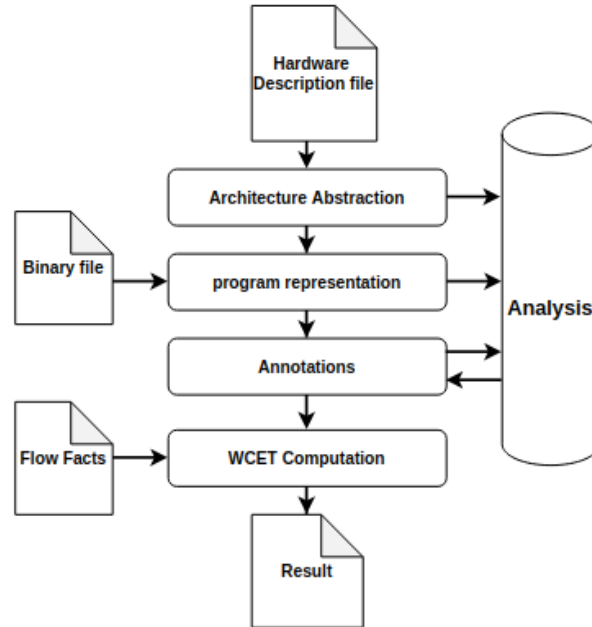 Hardware
Description file
Architecture Abstraction
Binary file
program representation
Analysis
Annotations
Flow Facts
WCET Computation
Result